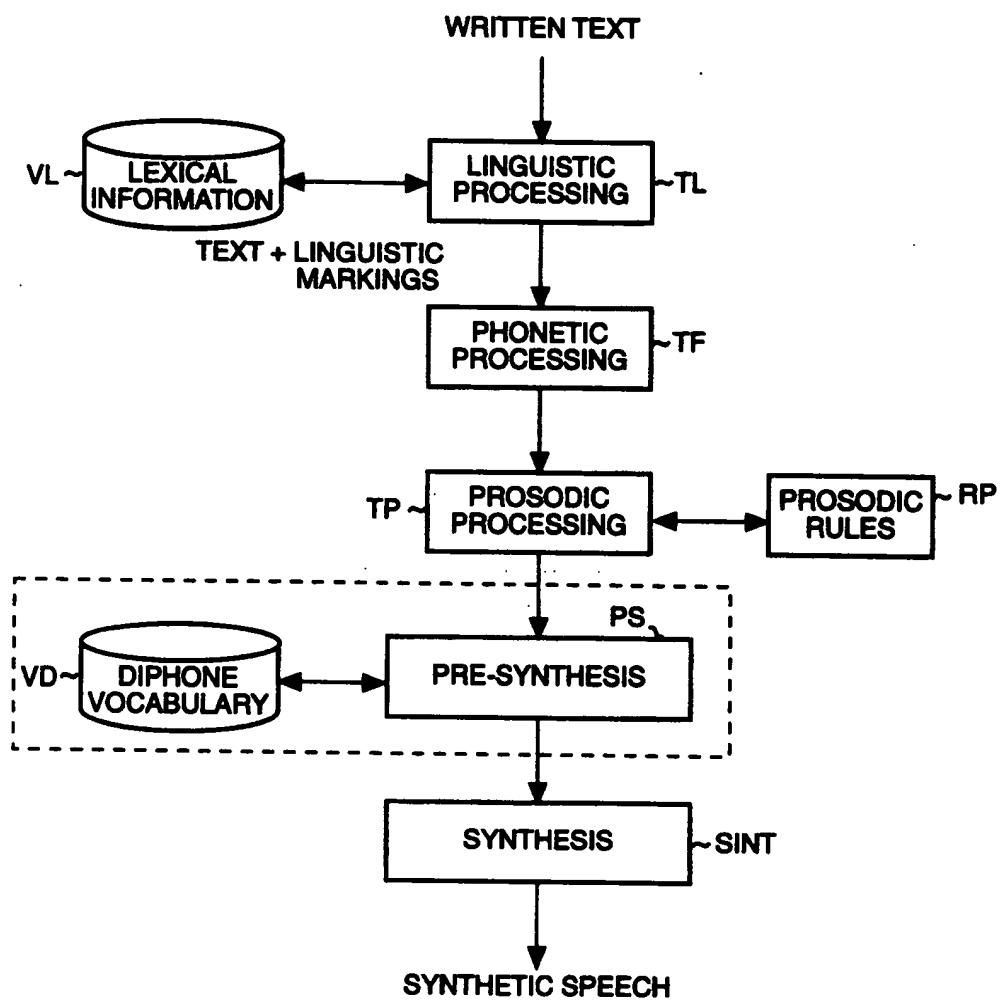 WRITTEN TEXT
VL
LEXICAL
INFORMATION
LINGUISTIC
PROCESSING
TL
TEXT + LINGUISTIC
MARKINGS
PHONETIC
PROCESSING
TF
TP
PROSODIC
PROCESSING
PROSODIC
RULES
RP
PS
VD
DIPHONE
VOCABULARY
PRE-SYNTHESIS
SYNTHESIS
SINT
SYNTHETIC SPEECH